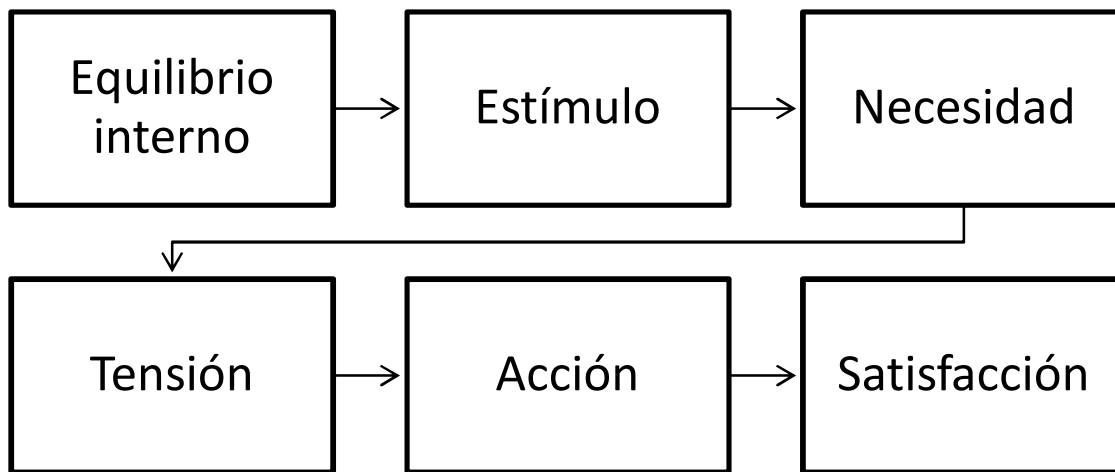 Equilibrio
interno
Estímulo
Necesidad
Tensión
Acción
Satisfacción